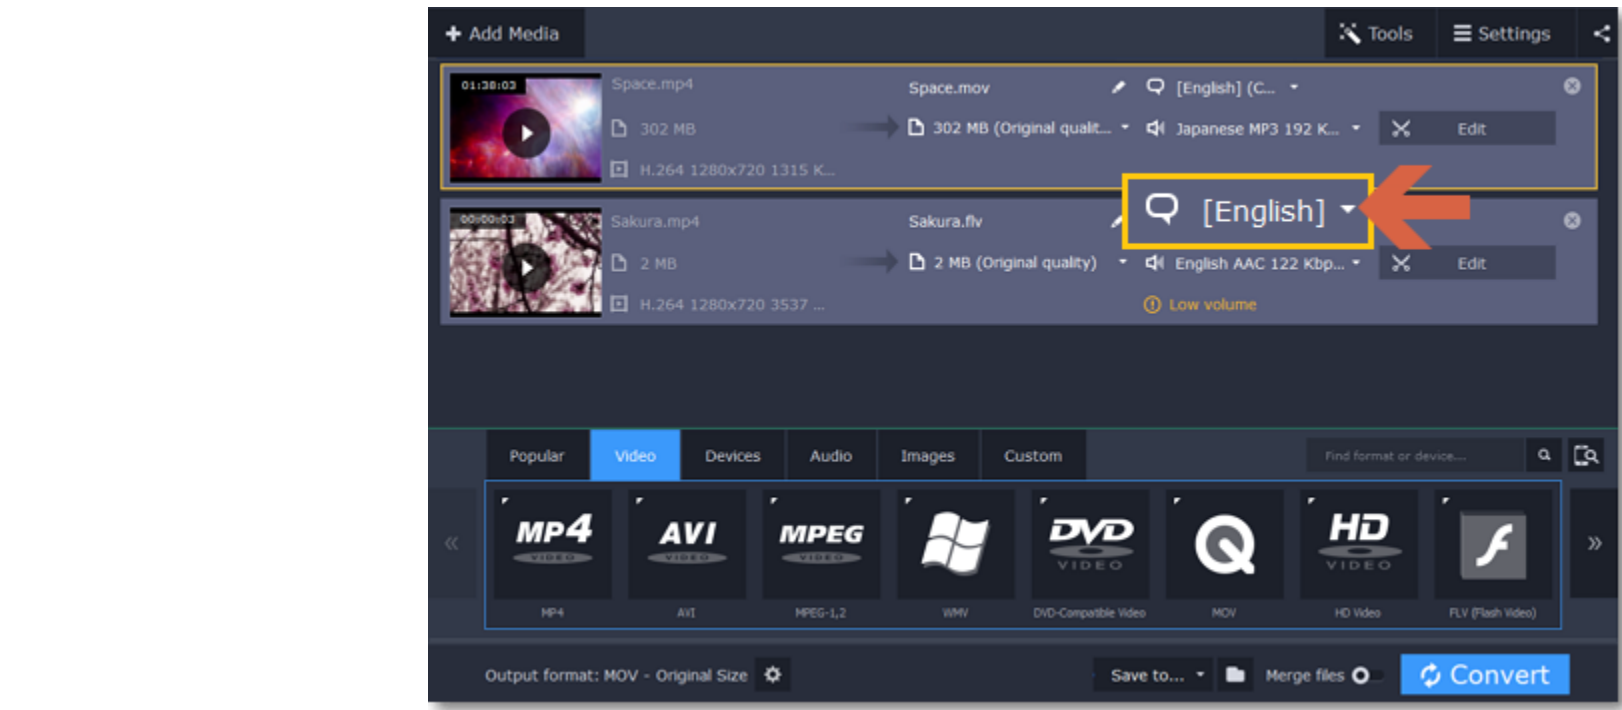 Add Media
Tools
Settings
01:38:03
Space.mp4
Space.mov
[English] (C...
302 MB
302 MB (Original qualit...
Japanese MP3 192 K...
Edit
H.264 1280x720 1315 K...
[English]
00:00:03
Sakura.mp4
Sakura.flv
2 MB
2 MB (Original quality)
English AAC 122 Kbp...
Edit
H.264 1280x720 3537 ...
Low volume
Popular
Video
Devices
Audio
Images
Custom
Find format or device...
MP4 VIDEO
AVI VIDEO
MPEG VIDEO
DVD VIDEO
HD VIDEO
MP4
AVI
MPEG-1,2
WMV
DVD-Compatible Video
MOV
HD Video
FLV (Flash Video)
Output format: MOV - Original Size
Save to...
Merge files
Convert